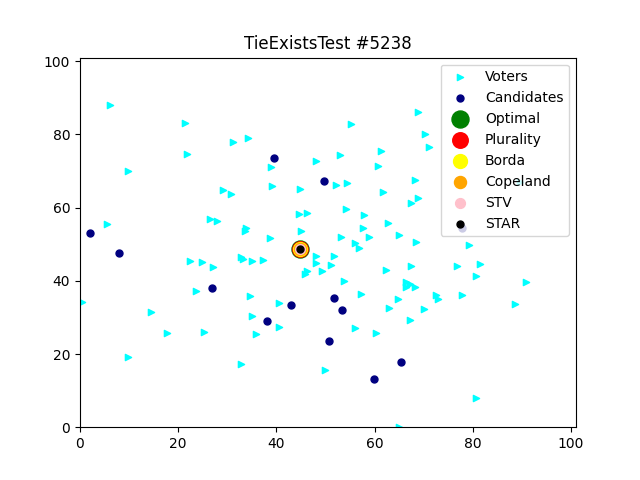 TieExistsTest #5238
100
80
60
40
20
0
0 20 40 60 80 100
Voters
Candidates
Optimal
Plurality
Borda
Copeland
STV
STAR